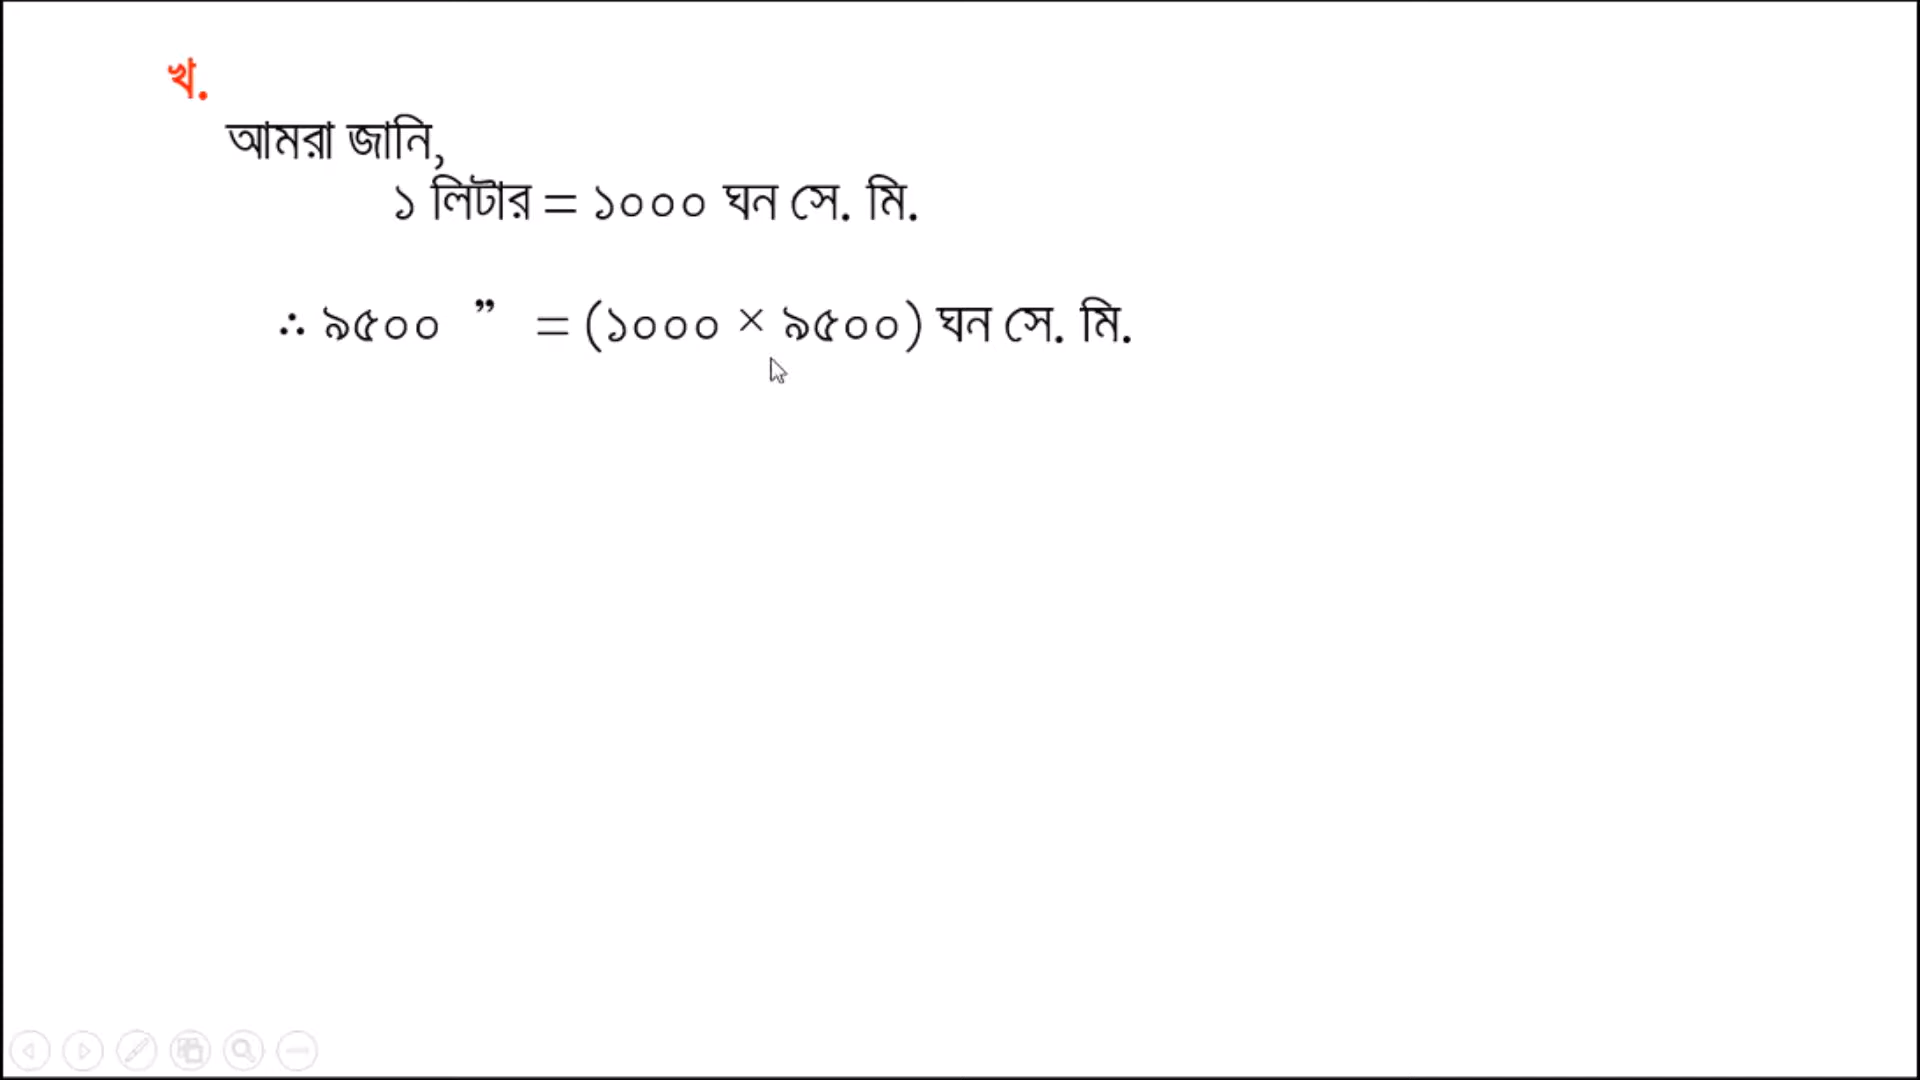 খ.
আমরা জানি,
১ লিটার = ১০০০ ঘন সে. মি.
∴ ৯৫০০ ” = (১০০০ × ৯৫০০) ঘন সে. মি.